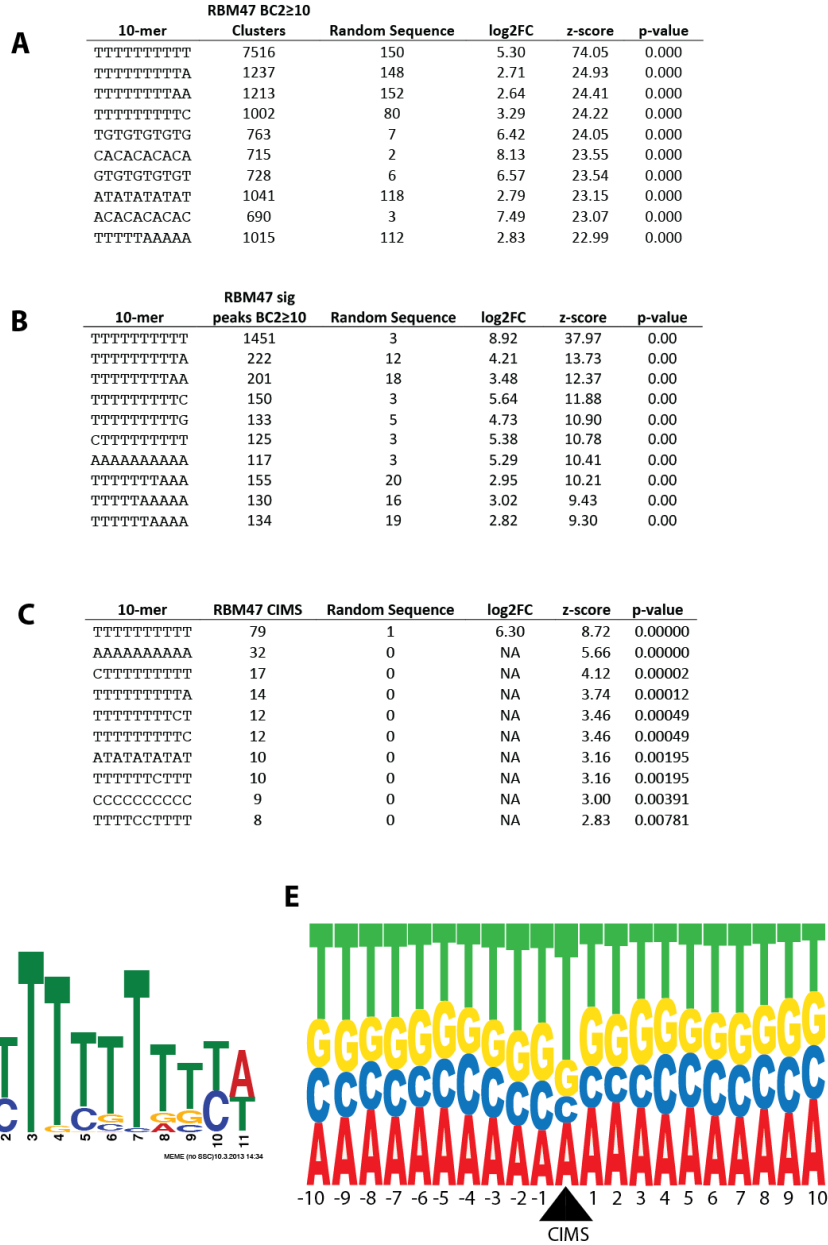 A
10-mer RBM47 BC2≥10 Clusters Random Sequence log2FC z-score p-value
TTTTTTTTTT 7516 150 5.30 74.05 0.000
TTTTTTTTTA 1237 148 2.71 24.93 0.000
TTTTTTTTAA 1213 152 2.64 24.41 0.000
TTTTTTTTTC 1002 80 3.29 24.22 0.000
TGTGTGTGTG 763 7 6.42 24.05 0.000
CACACACACA 715 2 8.13 23.55 0.000
GTGTGTGTGT 728 6 6.57 23.54 0.000
ATATATATAT 1041 118 2.79 23.15 0.000
ACACACACAC 690 3 7.49 23.07 0.000
TTTTTAAAAA 1015 112 2.83 22.99 0.000
B
10-mer RBM47 sig peaks BC2≥10 Random Sequence log2FC z-score p-value
TTTTTTTTTT 1451 3 8.92 37.97 0.00
TTTTTTTTTA 222 12 4.21 13.73 0.00
TTTTTTTTAA 201 18 3.48 12.37 0.00
TTTTTTTTTC 150 3 5.64 11.88 0.00
TTTTTTTTTG 133 5 4.73 10.90 0.00
CTTTTTTTTT 125 3 5.38 10.78 0.00
AAAAAAAAAA 117 3 5.29 10.41 0.00
TTTTTTTAAA 155 20 2.95 10.21 0.00
TTTTTAAAAA 130 16 3.02 9.43 0.00
TTTTTTAAAA 134 19 2.82 9.30 0.00
C
10-mer RBM47 CIMS Random Sequence log2FC z-score p-value
TTTTTTTTTT 79 1 6.30 8.72 0.00000
AAAAAAAAAA 32 0 NA 5.66 0.00000
CTTTTTTTTT 17 0 NA 4.12 0.00002
TTTTTTTTTA 14 0 NA 3.74 0.00012
TTTTTTTTCT 12 0 NA 3.46 0.00049
TTTTTTTTTC 12 0 NA 3.46 0.00049
ATATATATAT 10 0 NA 3.16 0.00195
TTTTTTCTTT 10 0 NA 3.16 0.00195
CCCCCCCCCC 9 0 NA 3.00 0.00391
TTTTCCTTTT 8 0 NA 2.83 0.00781
T T T T T T T T T A
C G C G C G G C T
C C A C
2 3 4 5 6 7 8 9 10 11
MEME (no SSC)10.3.2013 14:34
E
T T T T T T T T T T T T T T T T T T T T T
G G G G G G G G G G G G G G G G G G G G G
C C C C C C C C C C C C C C C C C C C C C
A A A A A A A A A A A A A A A A A A A A A
-10 -9 -8 -7 -6 -5 -4 -3 -2 -1 1 2 3 4 5 6 7 8 9 10
CIMS